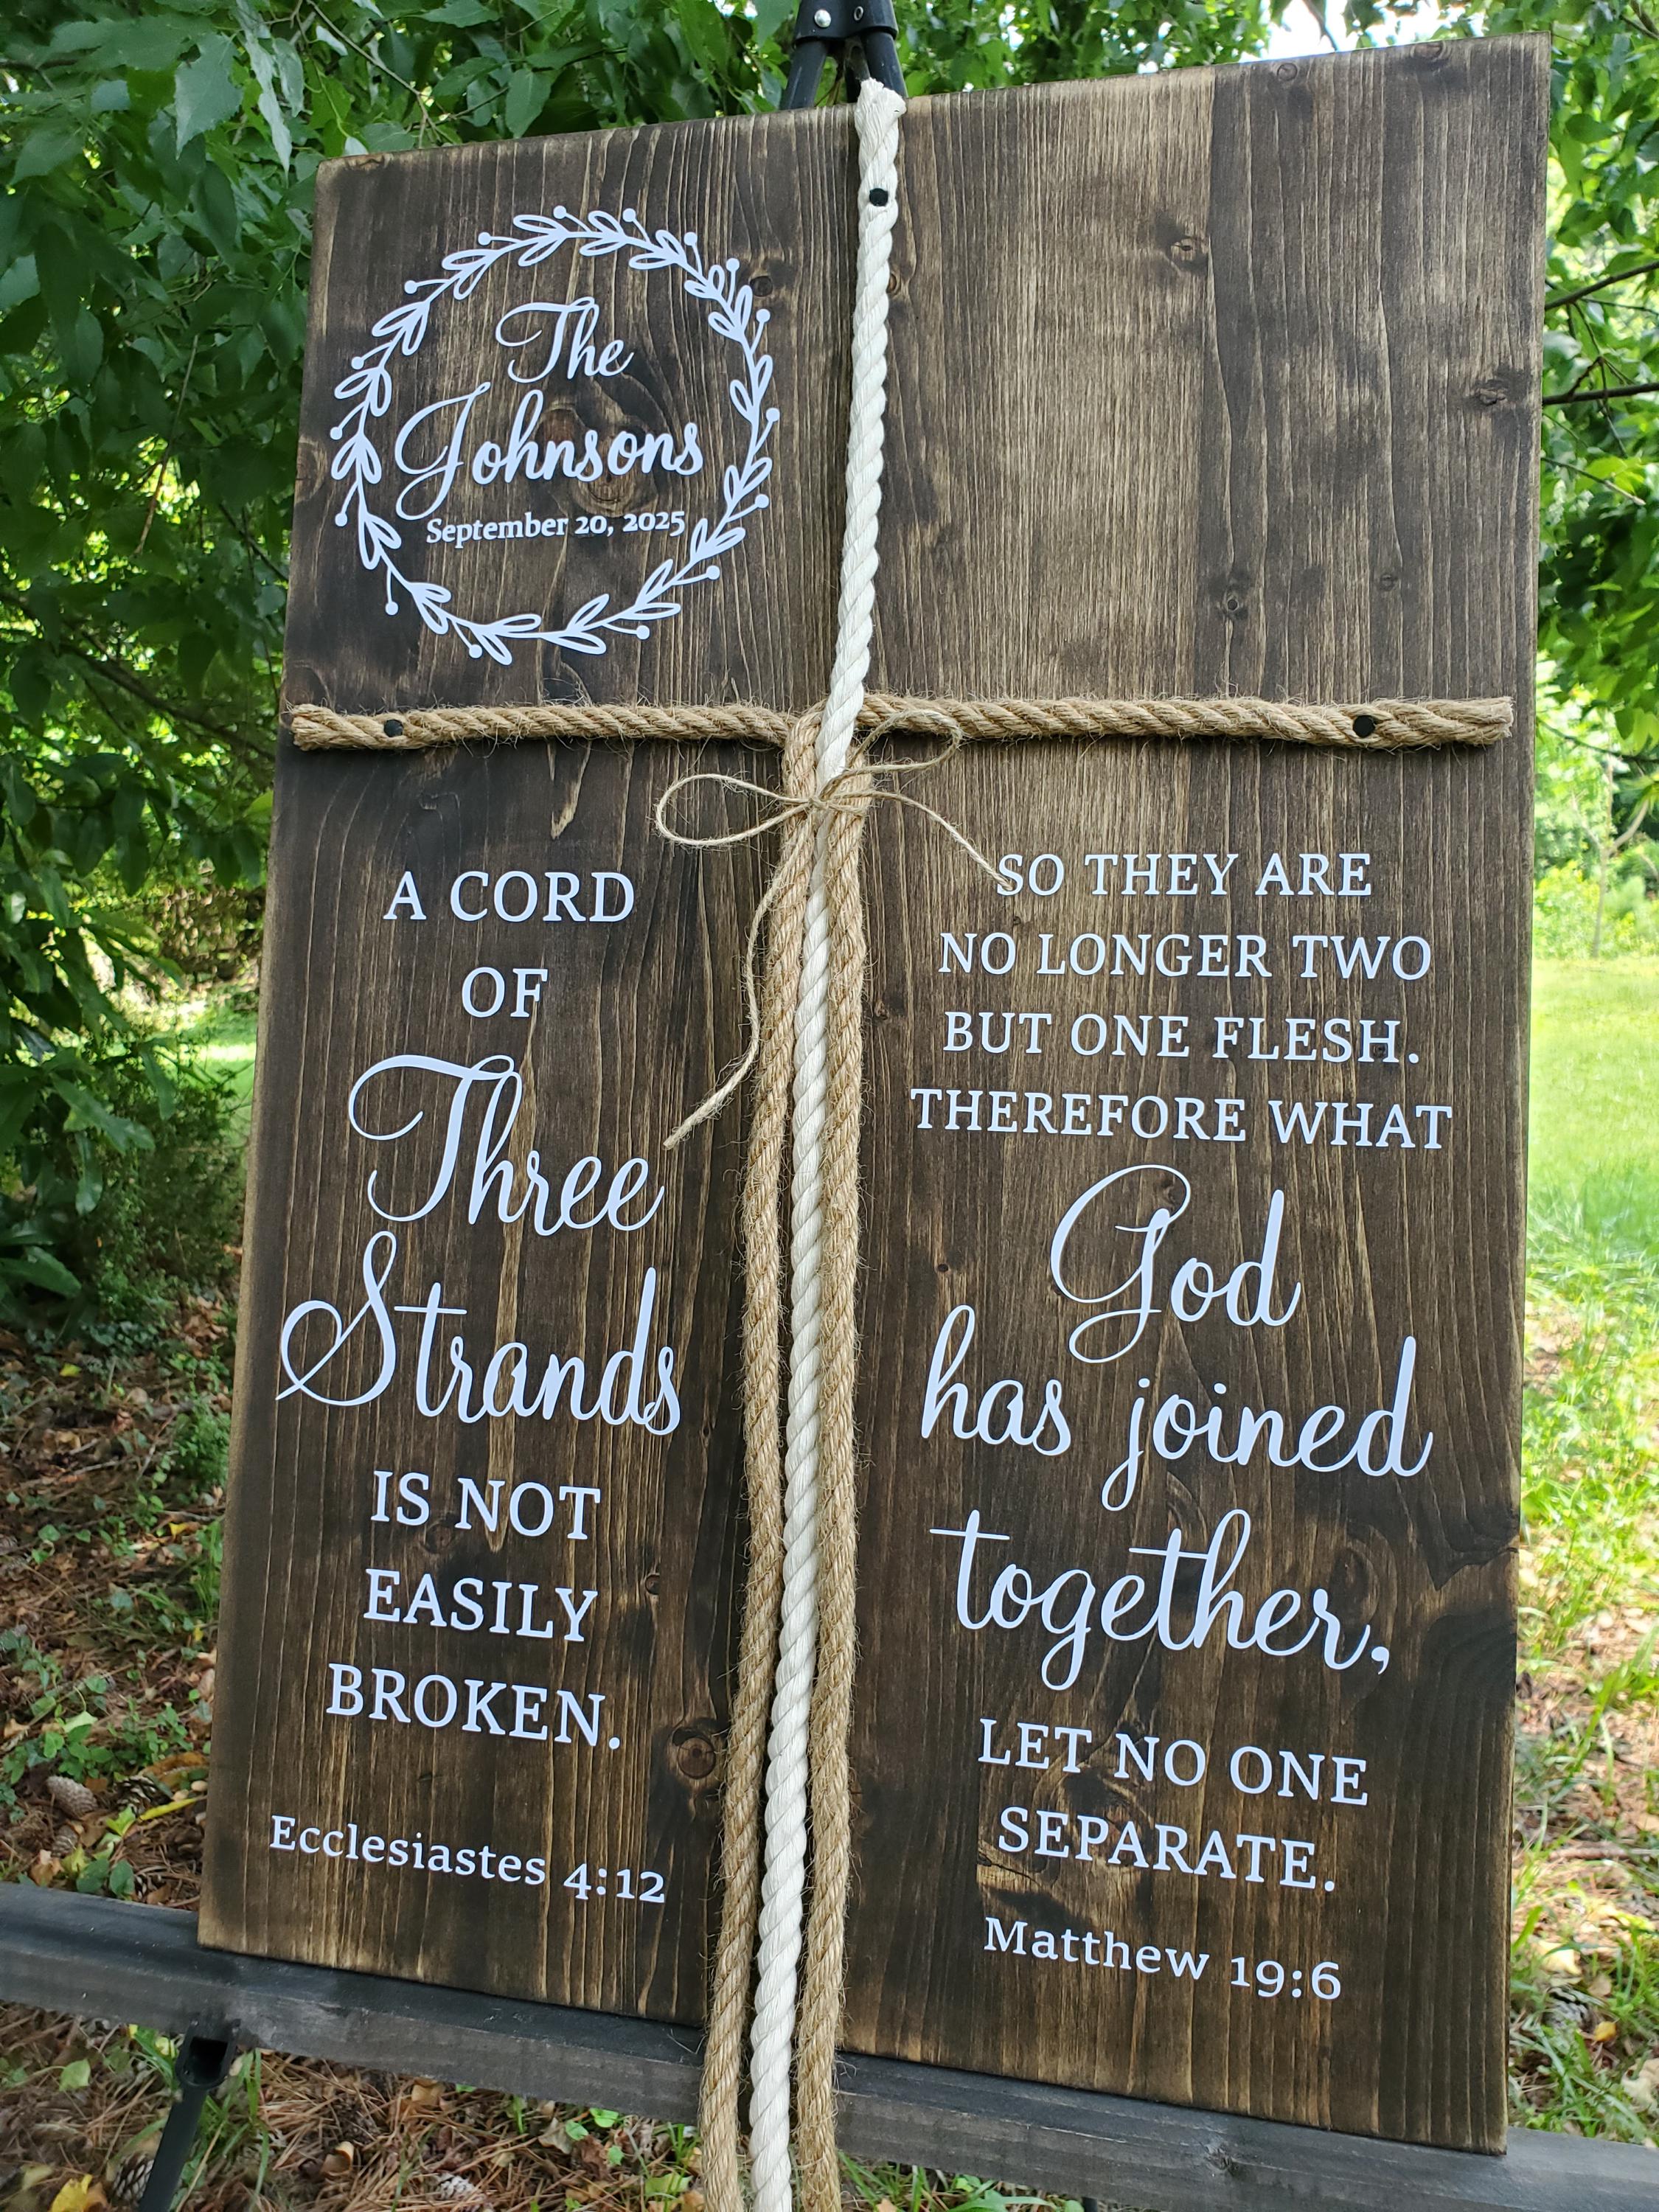 The
Johnsons
September 20, 2025
A CORD
OF
Three
Strands
IS NOT
EASILY
BROKEN.
Ecclesiastes 4:12
SO THEY ARE
NO LONGER TWO
BUT ONE FLESH.
THEREFORE WHAT
God
has joined
together,
LET NO ONE
SEPARATE.
Matthew 19:6